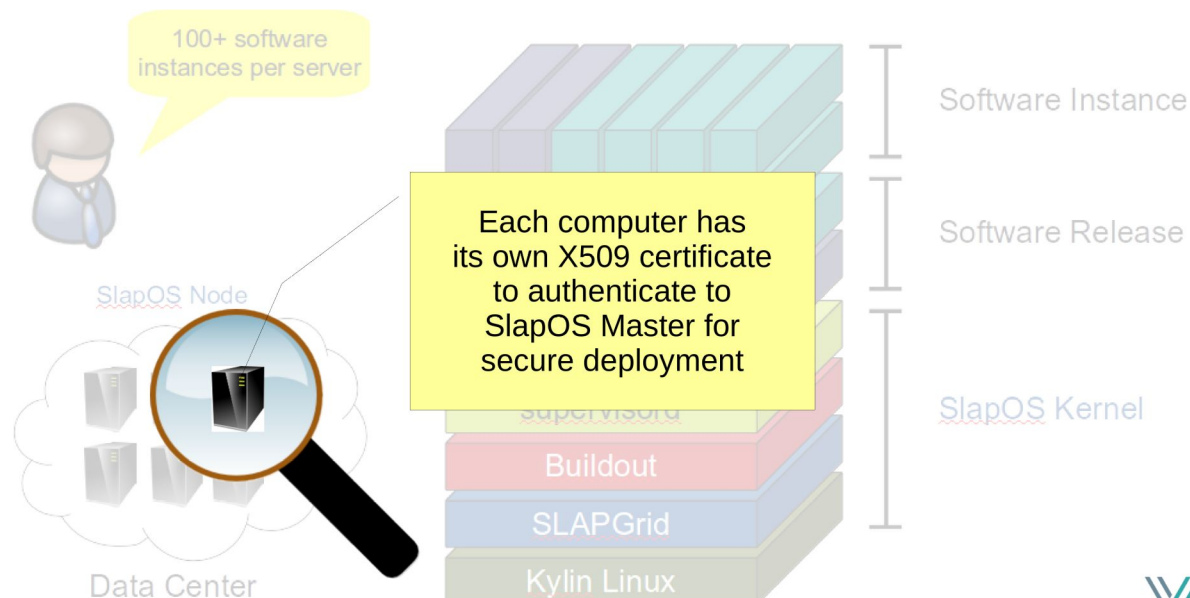 100+ software
instances per server
Software Instance
Each computer has
its own X509 certificate
to authenticate to
SlapOS Master for
secure deployment
Software Release
SlapOS Node
supervisord
SlapOS Kernel
Buildout
SLAPGrid
Kylin Linux
Data Center